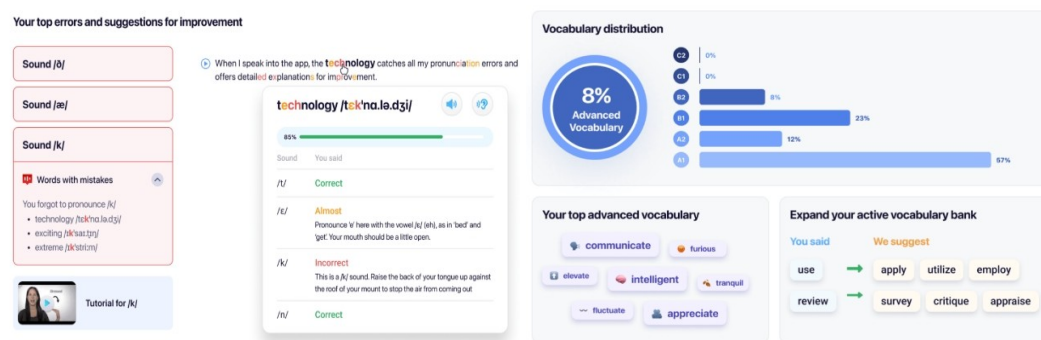 Your top errors and suggestions for improvement
Sound /ð/
Sound /æ/
Sound /k/
Words with mistakes
You forgot to pronounce /k/
• technology /tɛkˈnɑ.lə.dʒi/
• exciting /ɪkˈsaɪ.t̬ɪŋ/
• extreme /ɪkˈstriːm/
Tutorial for /k/
When I speak into the app, the technology catches all my pronunciation errors and
offers detailed explanations for improvement.
technology /tɛkˈnɑ.lə.dʒi/
85%
Sound You said
/t/ Correct
/ɛ/ Almost
Pronounce 'e' here with the vowel /ɛ/ (eh), as in 'bed' and
'get'. Your mouth should be a little open.
/k/ Incorrect
This is a /k/ sound. Raise the back of your tongue up against
the roof of your mount to stop the air from coming out
/n/ Correct
Vocabulary distribution
8%
Advanced
Vocabulary
C2 0%
C1 0%
B2 8%
B1 23%
A2 12%
A1 57%
Your top advanced vocabulary
communicate
furious
elevate
intelligent
tranquil
fluctuate
appreciate
Expand your active vocabulary bank
You said We suggest
use apply utilize employ
review survey critique appraise